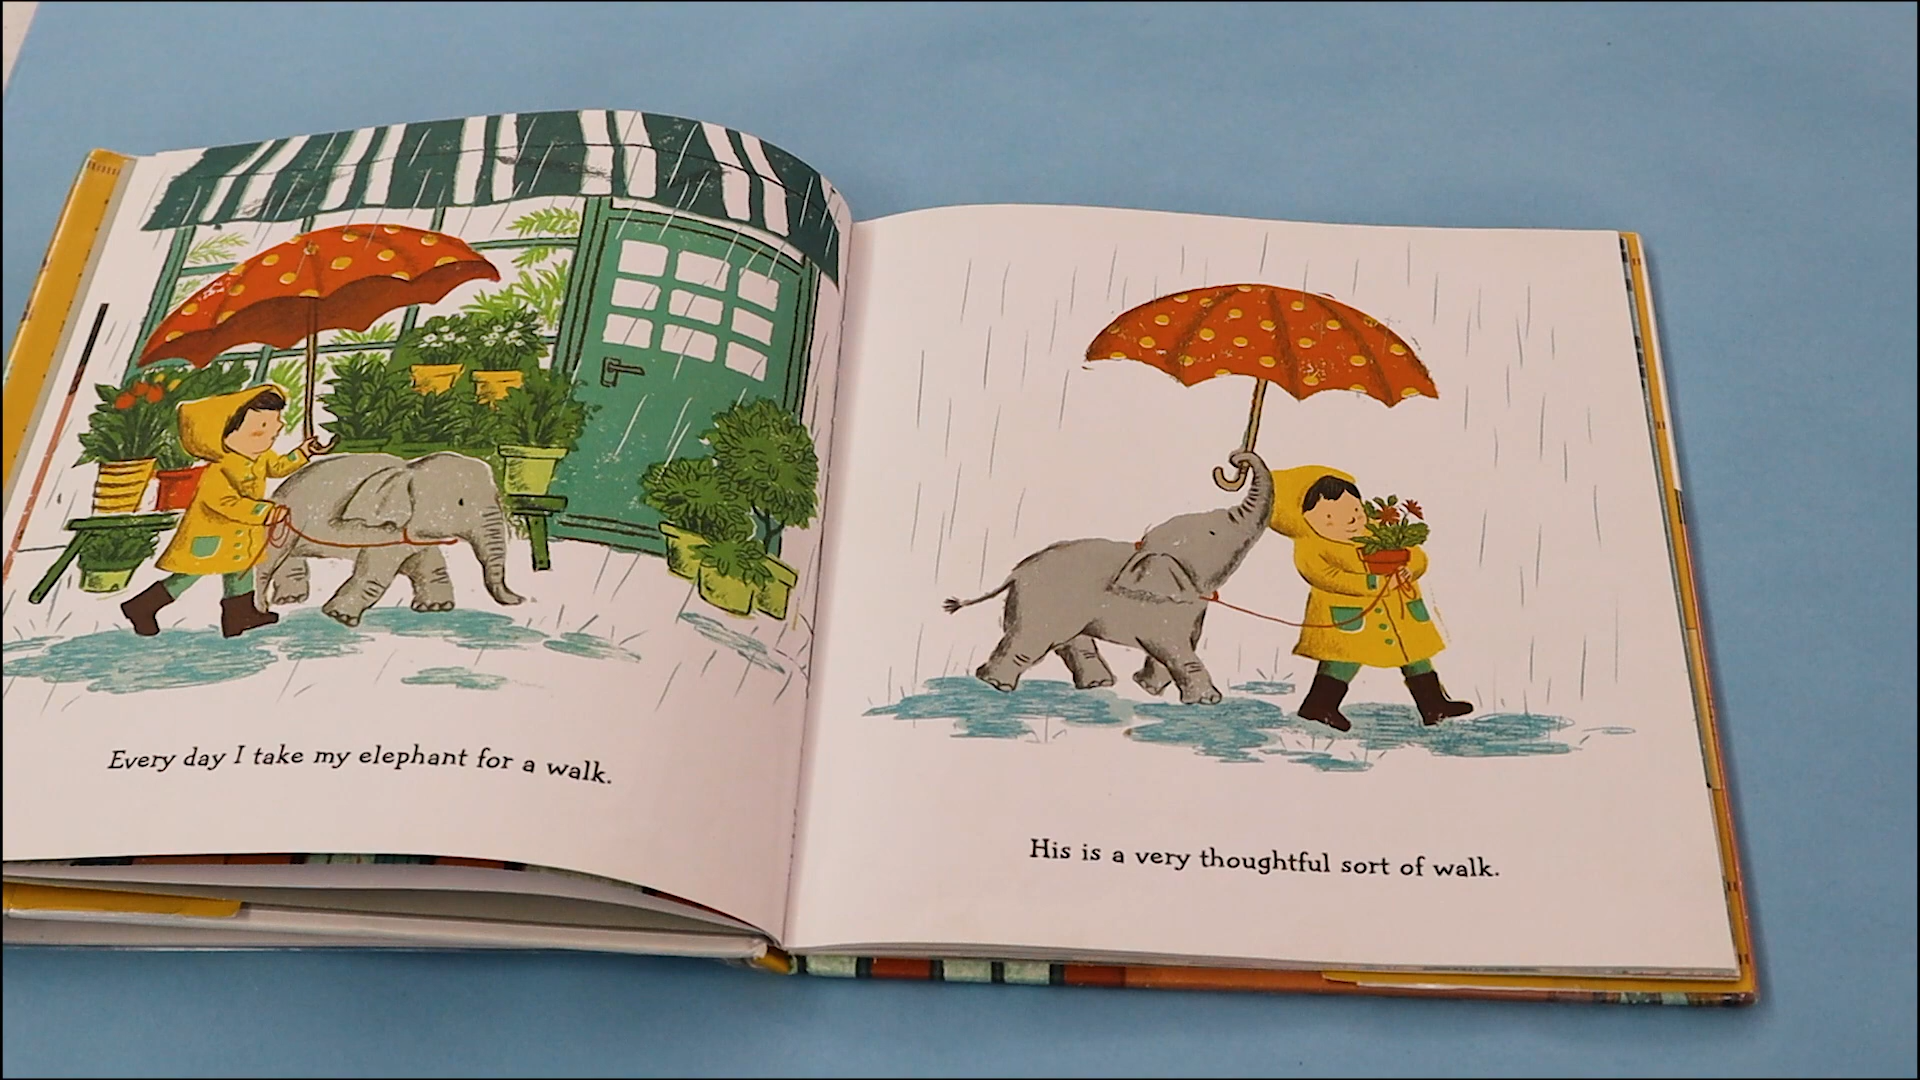 Every day I take my elephant for a walk.
His is a very thoughtful sort of walk.